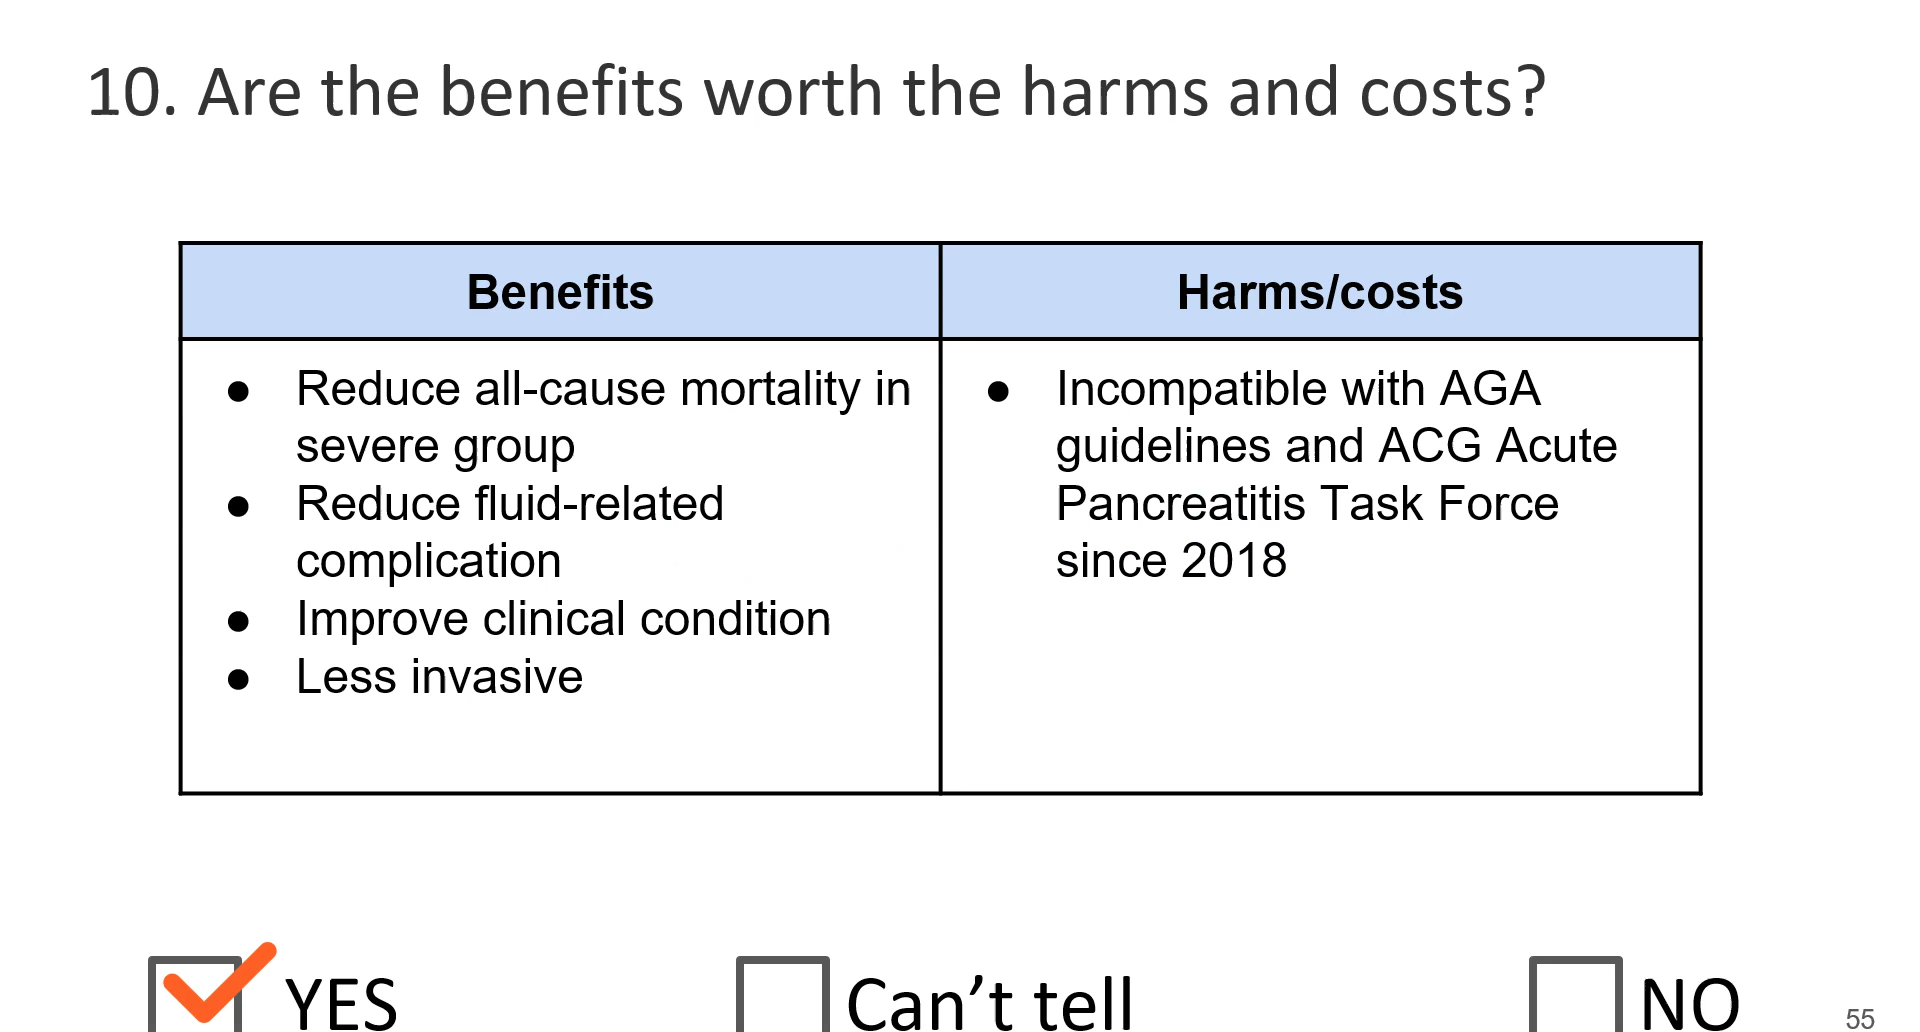 10. Are the benefits worth the harms and costs?
Benefits
Harms/costs
● Reduce all-cause mortality in
severe group
● Reduce fluid-related
complication
● Improve clinical condition
● Less invasive
● Incompatible with AGA
guidelines and ACG Acute
Pancreatitis Task Force
since 2018
YES
Can’t tell
NO
55